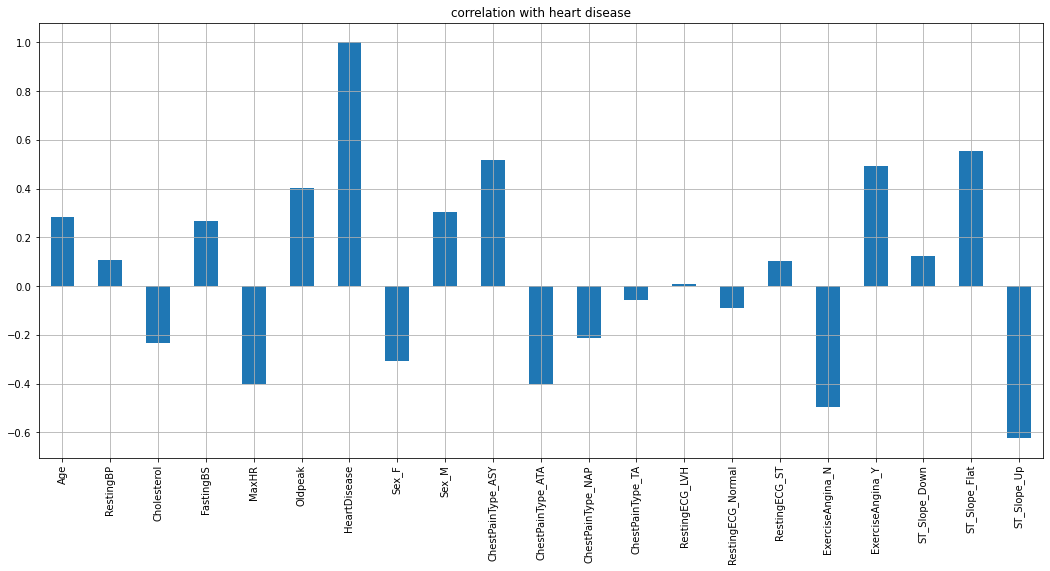 correlation with heart disease
1.0
0.8
0.6
0.4
0.2
0.0
−0.2
−0.4
−0.6
Age
RestingBP
Cholesterol
FastingBS
MaxHR
Oldpeak
HeartDisease
Sex_F
Sex_M
ChestPainType_ASY
ChestPainType_ATA
ChestPainType_NAP
ChestPainType_TA
RestingECG_LVH
RestingECG_Normal
RestingECG_ST
ExerciseAngina_N
ExerciseAngina_Y
ST_Slope_Down
ST_Slope_Flat
ST_Slope_Up